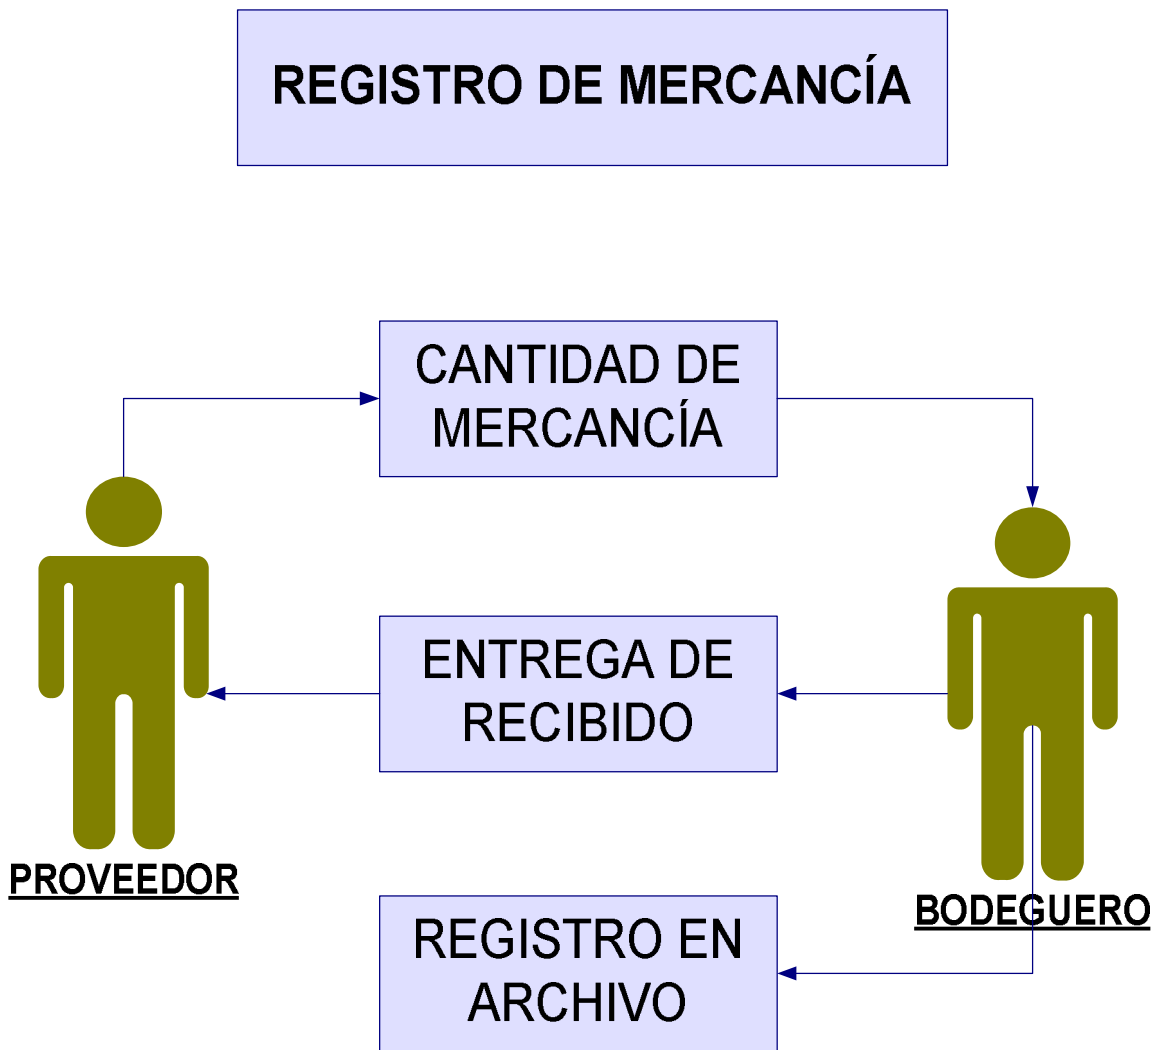 REGISTRO DE MERCANCÍA
CANTIDAD DE
MERCANCÍA
ENTREGA DE
RECIBIDO
PROVEEDOR
BODEGUERO
REGISTRO EN
ARCHIVO